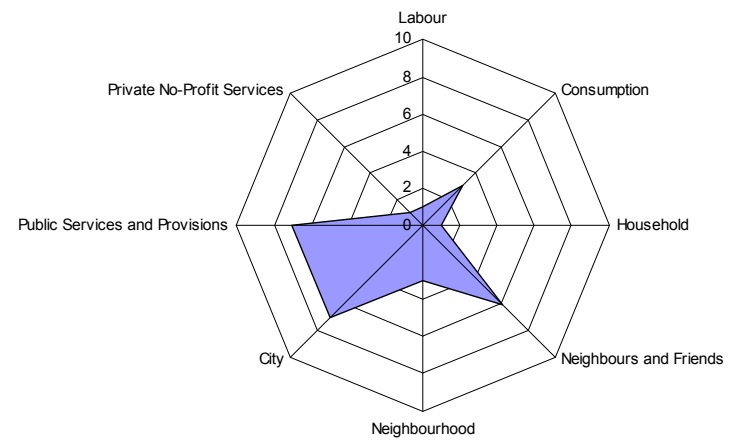 Labour
10
Private No-Profit Services
Consumption
8
6
4
2
Public Services and Provisions
0
Household
City
Neighbours and Friends
Neighbourhood